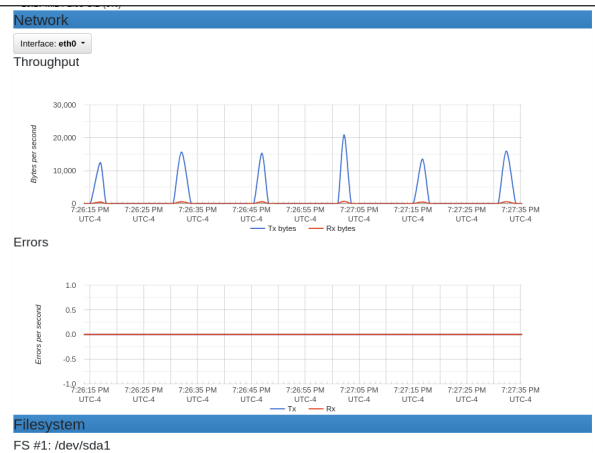 Network
Interface: eth0
Throughput
Bytes per second
30,000
20,000
10,000
0
7:26:15 PM UTC-4
7:26:25 PM UTC-4
7:26:35 PM UTC-4
7:26:45 PM UTC-4
7:26:55 PM UTC-4
7:27:05 PM UTC-4
7:27:15 PM UTC-4
7:27:25 PM UTC-4
7:27:35 PM UTC-4
Tx bytes
Rx bytes
Errors
Errors per second
1.0
0.5
0.0
-0.5
-1.0
7:26:15 PM UTC-4
7:26:25 PM UTC-4
7:26:35 PM UTC-4
7:26:45 PM UTC-4
7:26:55 PM UTC-4
7:27:05 PM UTC-4
7:27:15 PM UTC-4
7:27:25 PM UTC-4
7:27:35 PM UTC-4
Tx
Rx
Filesystem
FS #1: /dev/sda1